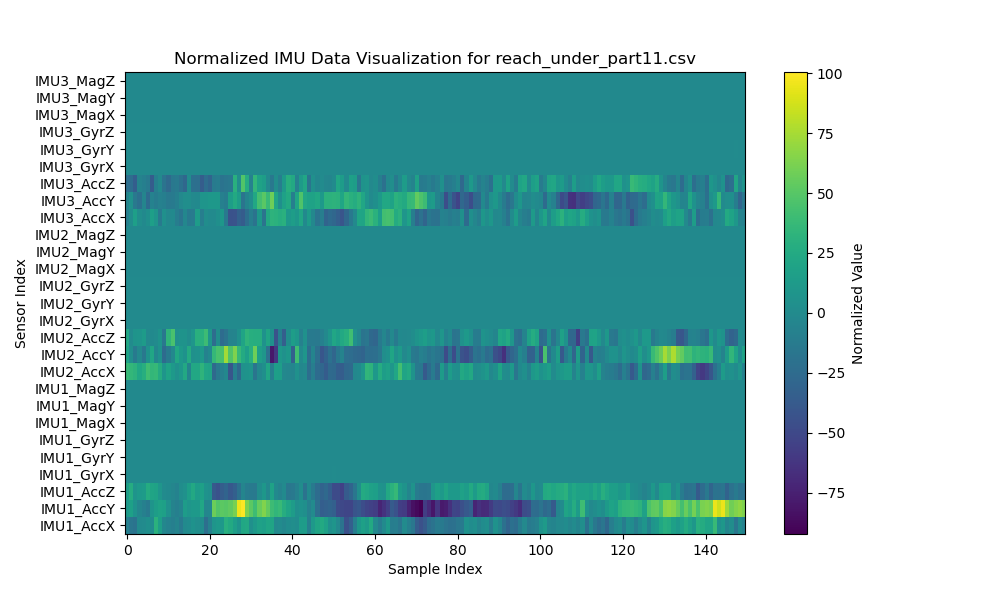 Normalized IMU Data Visualization for reach_under_part11.csv
Sensor Index
IMU3_MagZ
IMU3_MagY
IMU3_MagX
IMU3_GyrZ
IMU3_GyrY
IMU3_GyrX
IMU3_AccZ
IMU3_AccY
IMU3_AccX
IMU2_MagZ
IMU2_MagY
IMU2_MagX
IMU2_GyrZ
IMU2_GyrY
IMU2_GyrX
IMU2_AccZ
IMU2_AccY
IMU2_AccX
IMU1_MagZ
IMU1_MagY
IMU1_MagX
IMU1_GyrZ
IMU1_GyrY
IMU1_GyrX
IMU1_AccZ
IMU1_AccY
IMU1_AccX
0 20 40 60 80 100 120 140
Sample Index
100
75
50
25
0
−25
−50
−75
Normalized Value